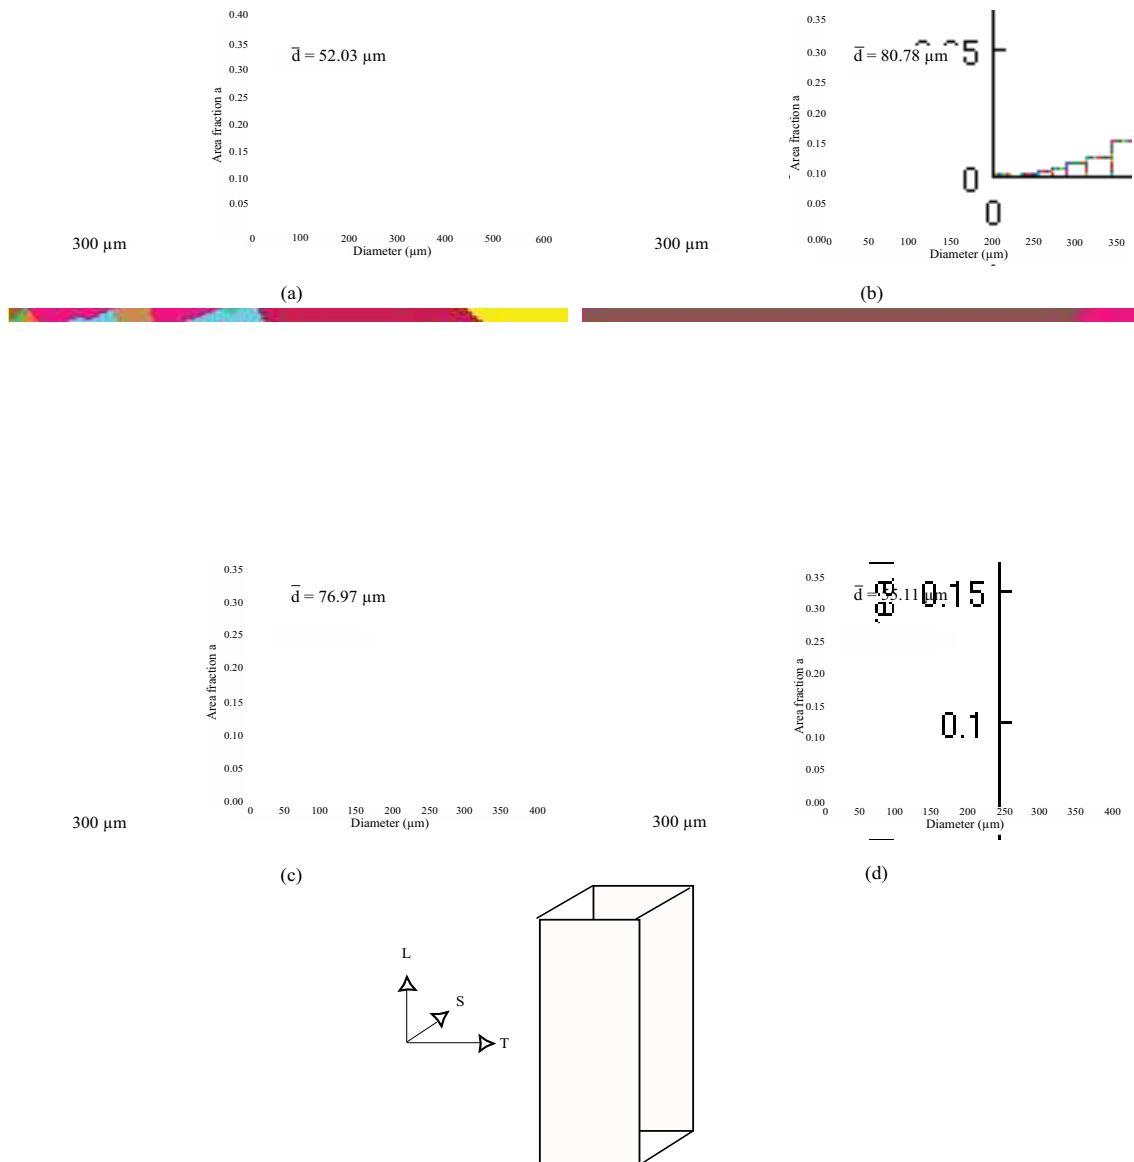 0.40
0.35
0.30
0.25
0.20
0.15
0.10
0.05
Area fraction a
d̅ = 52.03 µm
0 100 200 300 400 500 600
Diameter (µm)
300 µm
(a)
0.35
0.30
0.25
0.20
0.15
0.10
0.05
0.00
Area fraction a
d̅ = 80.78 µm
5
0
0
0 50 100 150 200 250 300 350
Diameter (µm)
300 µm
(b)
0.35
0.30
0.25
0.20
0.15
0.10
0.05
0.00
Area fraction a
d̅ = 76.97 µm
0 50 100 150 200 250 300 350 400
Diameter (µm)
300 µm
(c)
0.35
0.30
0.25
0.20
0.15
0.10
0.05
0.00
Area fraction a
d̅ = 55.11 µm
0.15
0.1
0 50 100 150 200 250 300 350 400
Diameter (µm)
300 µm
(d)
L
S
T